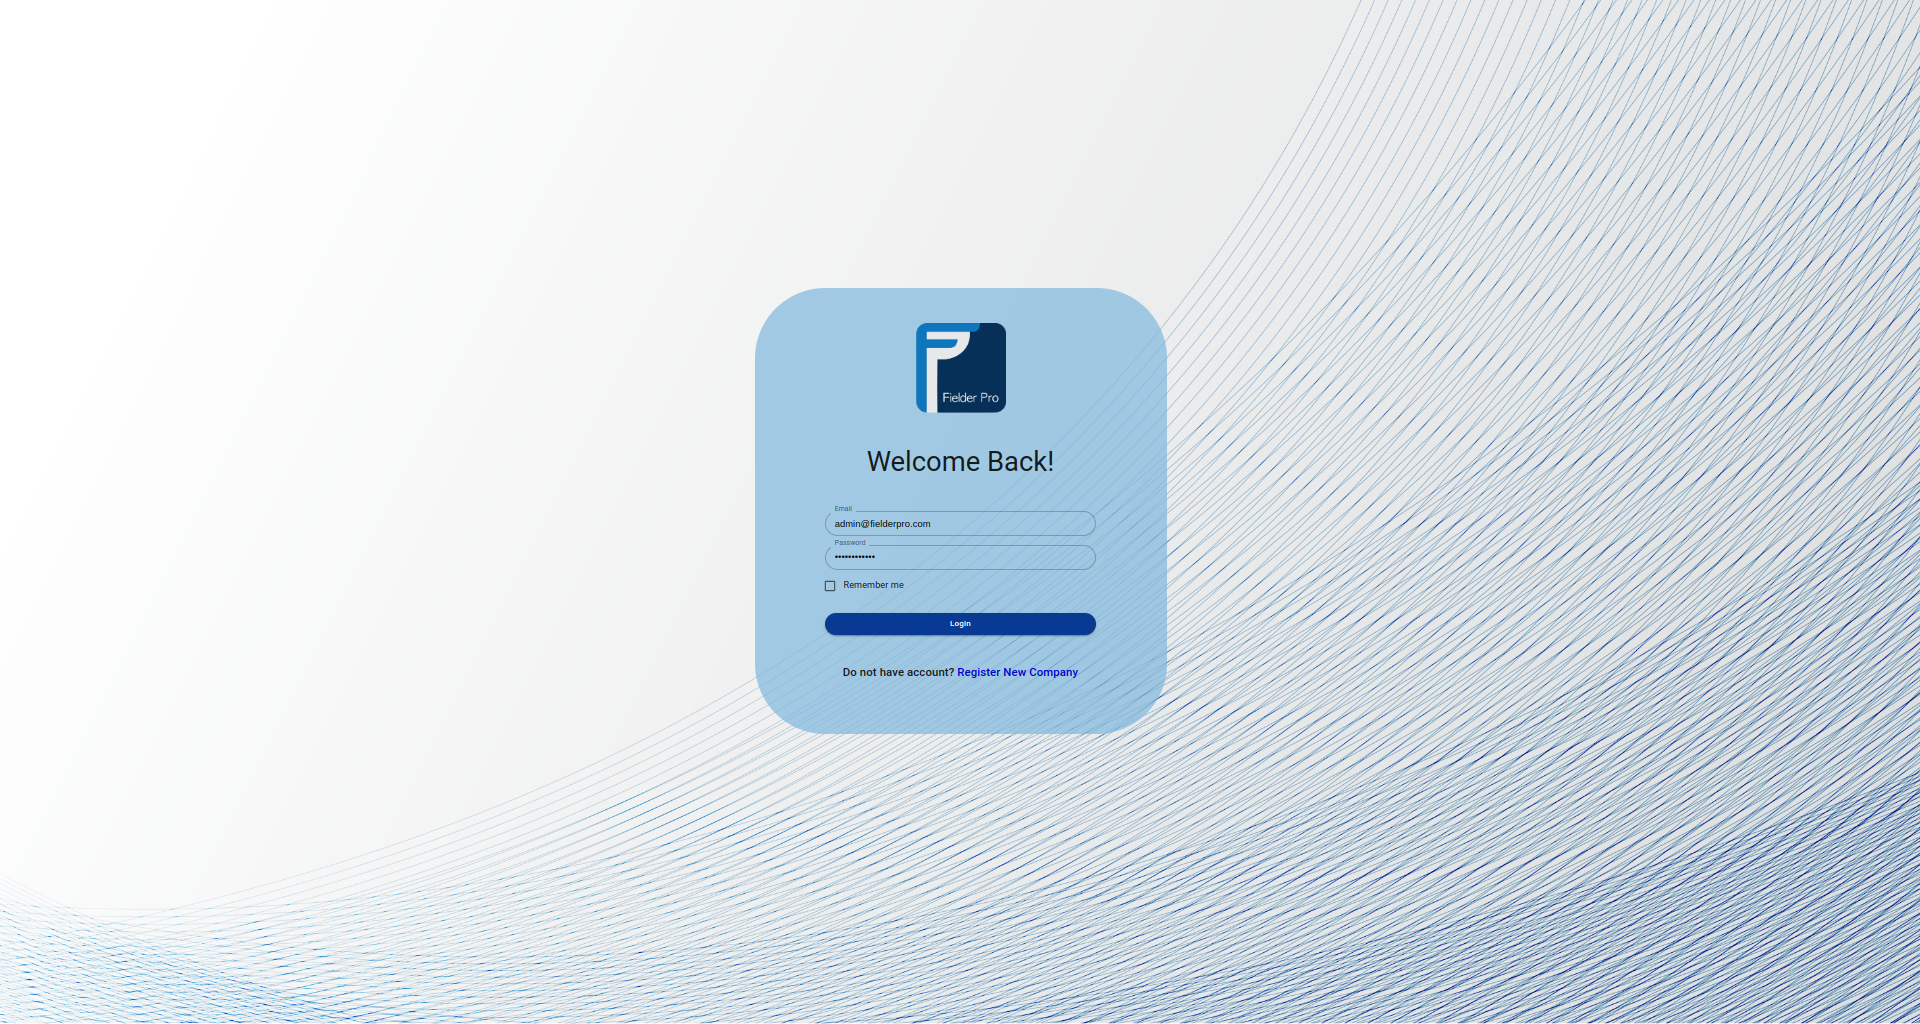 Fielder Pro
Welcome Back!
Email
admin@fielderpro.com
Password
••••••••••••
Remember me
Login
Do not have account? Register New Company